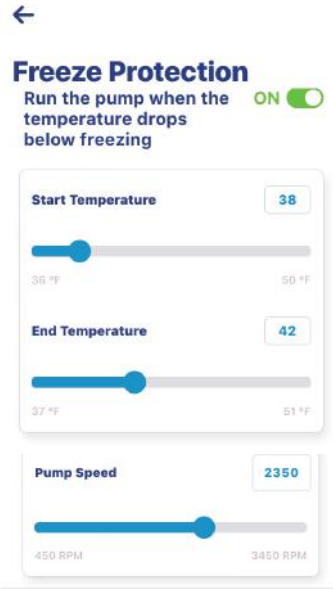 Freeze Protection
Run the pump when the ON
temperature drops
below freezing
Start Temperature 38
36 °F 50 °F
End Temperature 42
37 °F 51 °F
Pump Speed 2350
450 RPM 3450 RPM